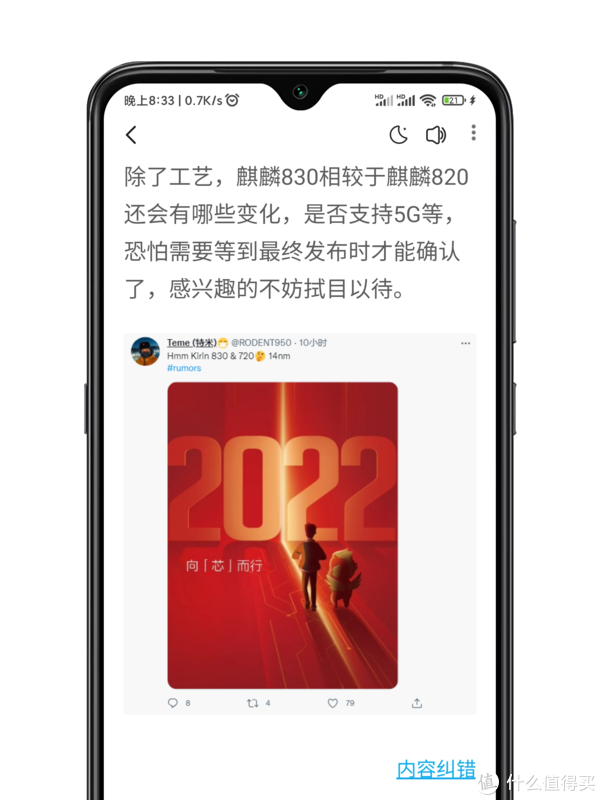 晚上8:33 | 0.7K/s
HD HD 21
除了工艺，麒麟830相较于麒麟820
还会有哪些变化，是否支持5G等，
恐怕需要等到最终发布时才能确认
了，感兴趣的不妨拭目以待。
Teme (特米)😷 @RODENT950 · 10小时
Hmm Kirin 830 & 720🤔 14nm
#rumors
2022
向「芯」而行
8 4 79
内容纠错
值 什么值得买